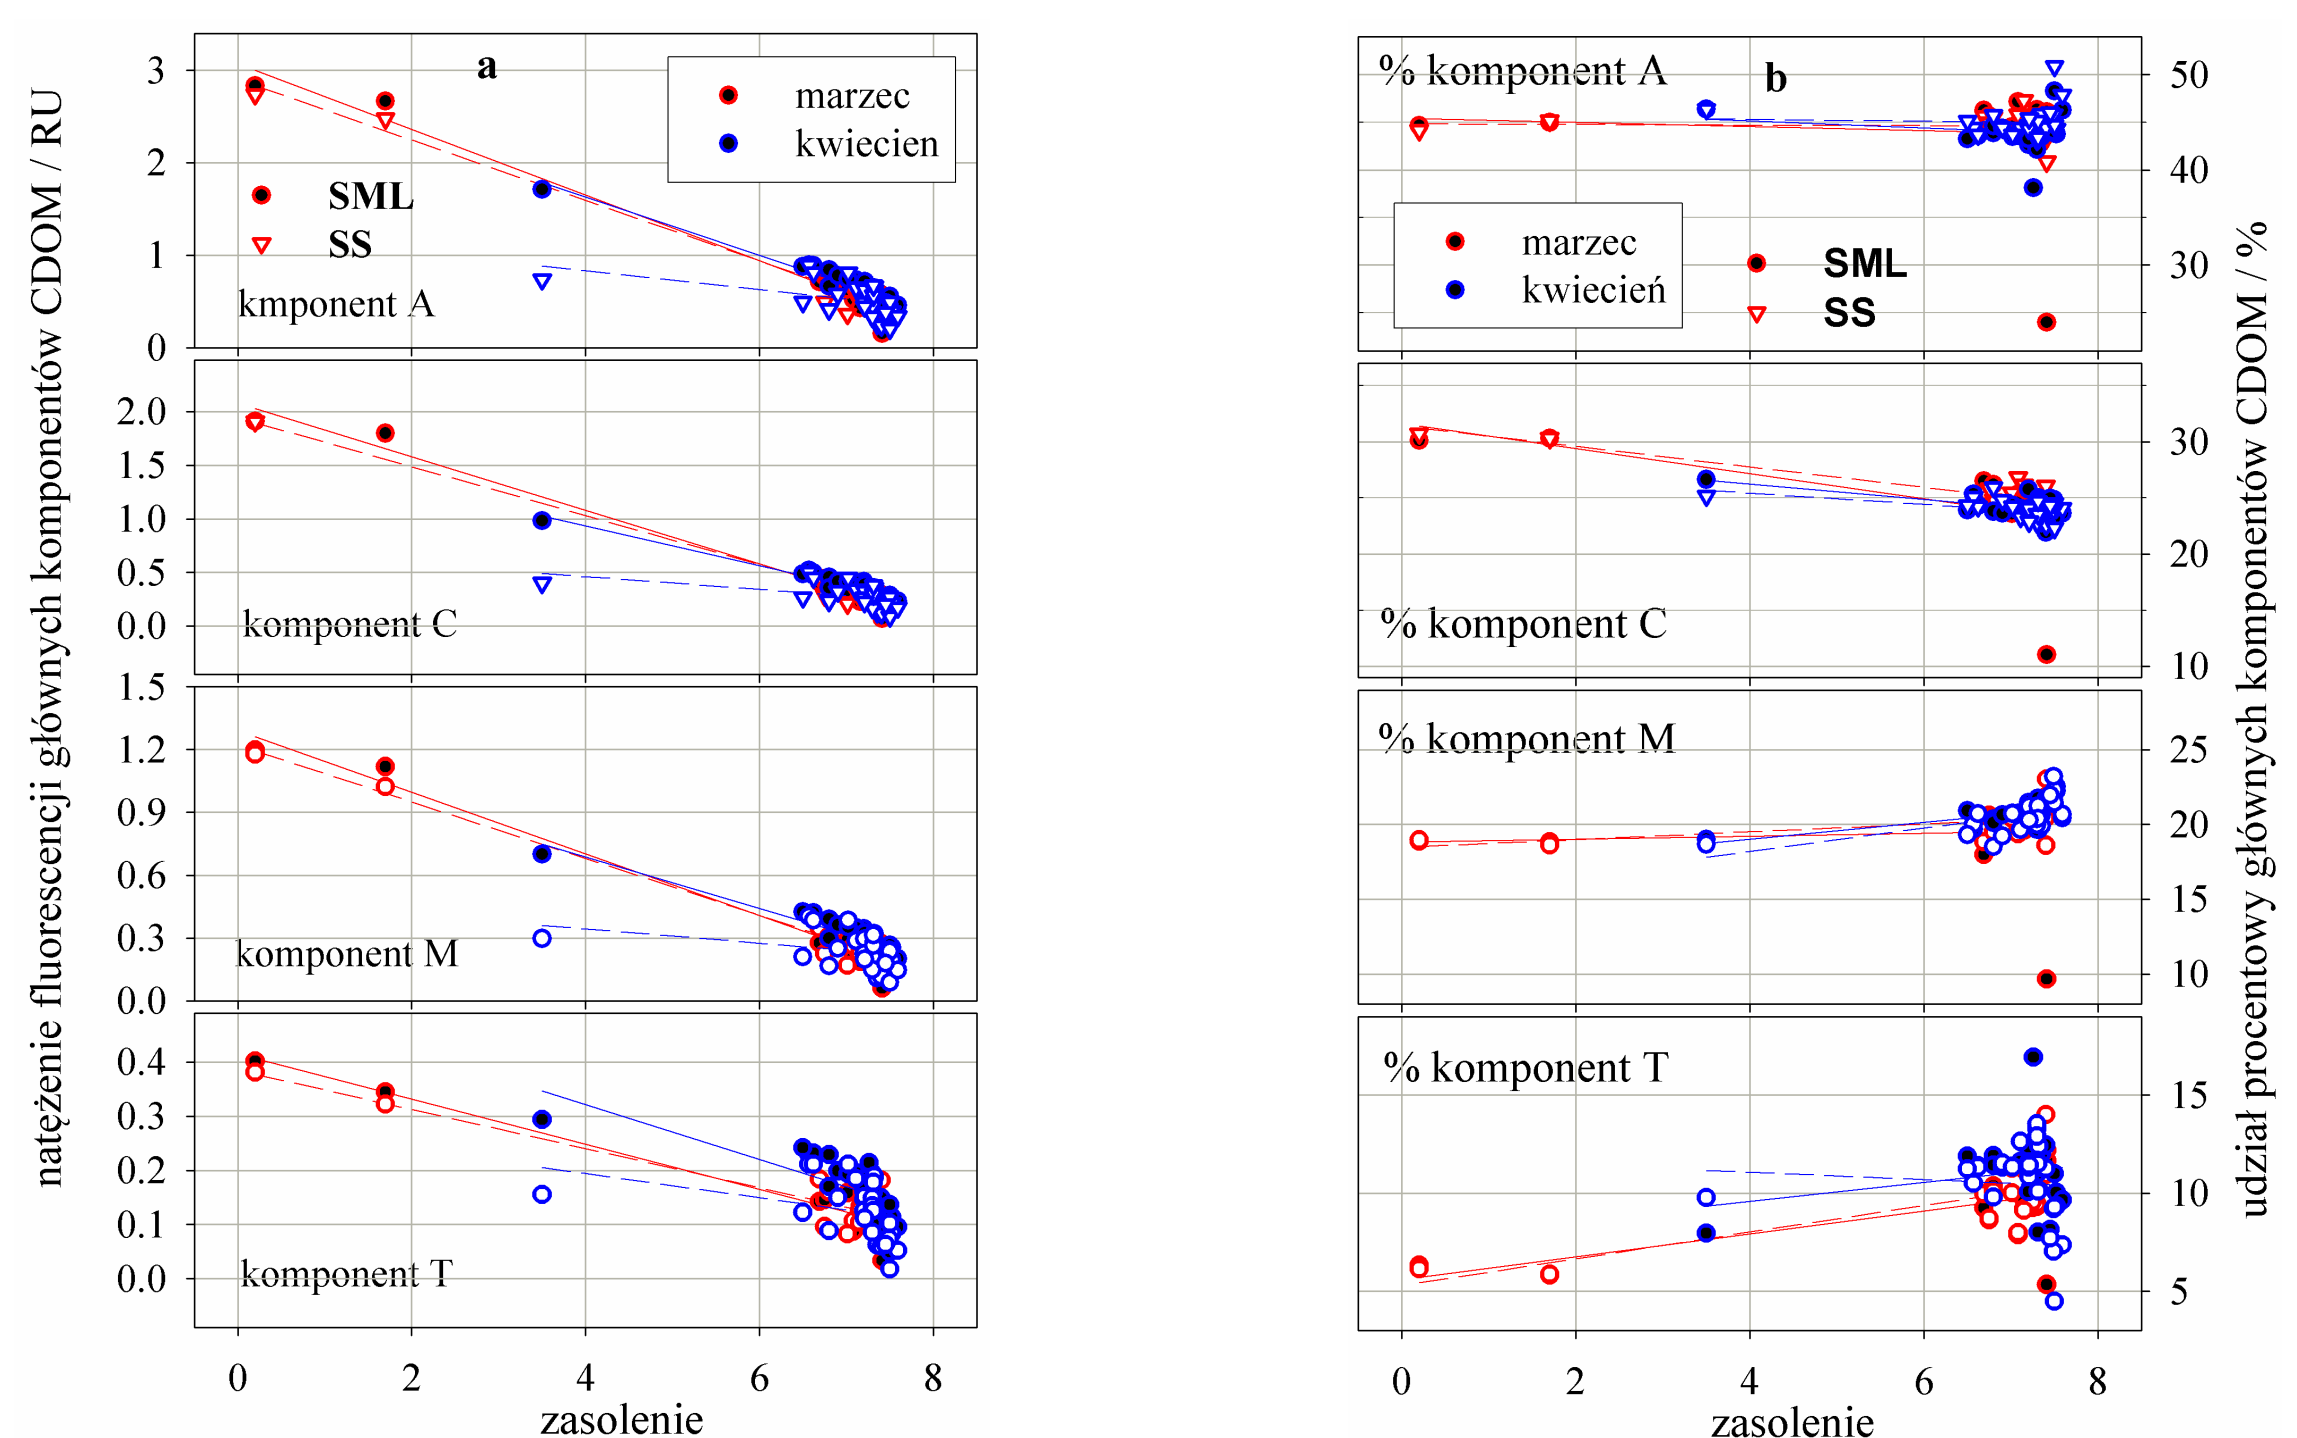 natężenie fluorescencji głównych komponentów CDOM / RU
a
marzec
kwiecien
SML
SS
kmponent A
3
2
1
0
komponent C
2.0
1.5
1.0
0.5
0.0
komponent M
1.5
1.2
0.9
0.6
0.3
0.0
komponent T
0.4
0.3
0.2
0.1
0.0
0 2 4 6 8
zasolenie
% komponent A
b
marzec
kwiecień
SML
SS
50
40
30
% komponent C
30
20
10
% komponent M
25
20
15
10
% komponent T
15
10
5
0 2 4 6 8
zasolenie
udział procentowy głównych komponentów CDOM / %